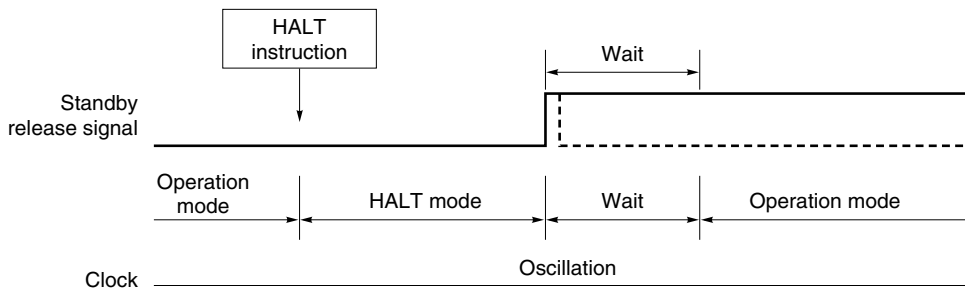 HALT
instruction
Wait
Standby
release signal
Operation
mode
HALT mode
Wait
Operation mode
Oscillation
Clock